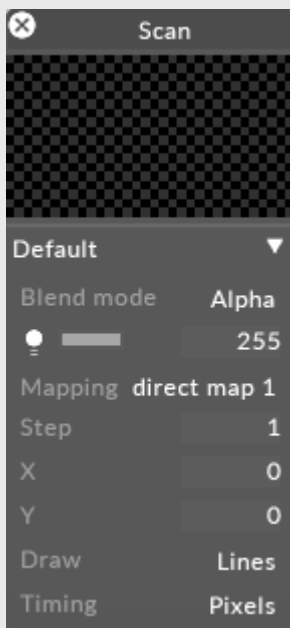 Scan
Default
Blend mode Alpha
255
Mapping direct map 1
Step 1
X 0
Y 0
Draw Lines
Timing Pixels